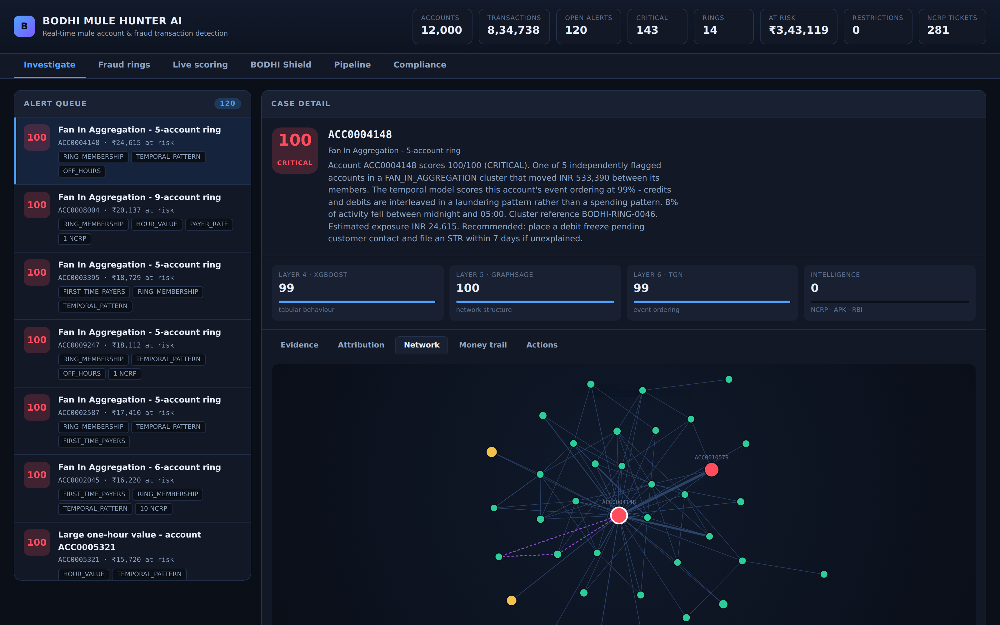 B
BODHI MULE HUNTER AI
Real-time mule account & fraud transaction detection
ACCOUNTS
12,000
TRANSACTIONS
8,34,738
OPEN ALERTS
120
CRITICAL
143
RINGS
14
AT RISK
₹3,43,119
RESTRICTIONS
0
NCRP TICKETS
281
Investigate
Fraud rings
Live scoring
BODHI Shield
Pipeline
Compliance
ALERT QUEUE
120
100
Fan In Aggregation - 5-account ring
ACC0004148 · ₹24,615 at risk
RING_MEMBERSHIP TEMPORAL_PATTERN
OFF_HOURS
100
Fan In Aggregation - 9-account ring
ACC0008004 · ₹20,137 at risk
RING_MEMBERSHIP HOUR_VALUE PAYER_RATE
1 NCRP
100
Fan In Aggregation - 5-account ring
ACC0003395 · ₹18,729 at risk
FIRST_TIME_PAYERS RING_MEMBERSHIP
TEMPORAL_PATTERN
100
Fan In Aggregation - 5-account ring
ACC0009247 · ₹18,112 at risk
RING_MEMBERSHIP TEMPORAL_PATTERN
OFF_HOURS 1 NCRP
100
Fan In Aggregation - 5-account ring
ACC0002587 · ₹17,410 at risk
RING_MEMBERSHIP TEMPORAL_PATTERN
FIRST_TIME_PAYERS
100
Fan In Aggregation - 6-account ring
ACC0002045 · ₹16,220 at risk
FIRST_TIME_PAYERS RING_MEMBERSHIP
TEMPORAL_PATTERN 10 NCRP
100
Large one-hour value - account
ACC0005321
ACC0005321 · ₹15,720 at risk
HOUR_VALUE TEMPORAL_PATTERN
CASE DETAIL
100
CRITICAL
ACC0004148
Fan In Aggregation - 5-account ring
Account ACC0004148 scores 100/100 (CRITICAL). One of 5 independently flagged
accounts in a FAN_IN_AGGREGATION cluster that moved INR 533,390 between its
members. The temporal model scores this account's event ordering at 99% - credits
and debits are interleaved in a laundering pattern rather than a spending pattern. 8%
of activity fell between midnight and 05:00. Cluster reference BODHI-RING-0046.
Estimated exposure INR 24,615. Recommended: place a debit freeze pending
customer contact and file an STR within 7 days if unexplained.
LAYER 4 · XGBOOST
99
tabular behaviour
LAYER 5 · GRAPHSAGE
100
network structure
LAYER 6 · TGN
99
event ordering
INTELLIGENCE
0
NCRP · APK · RBI
Evidence
Attribution
Network
Money trail
Actions
ACC0010579
ACC0004148